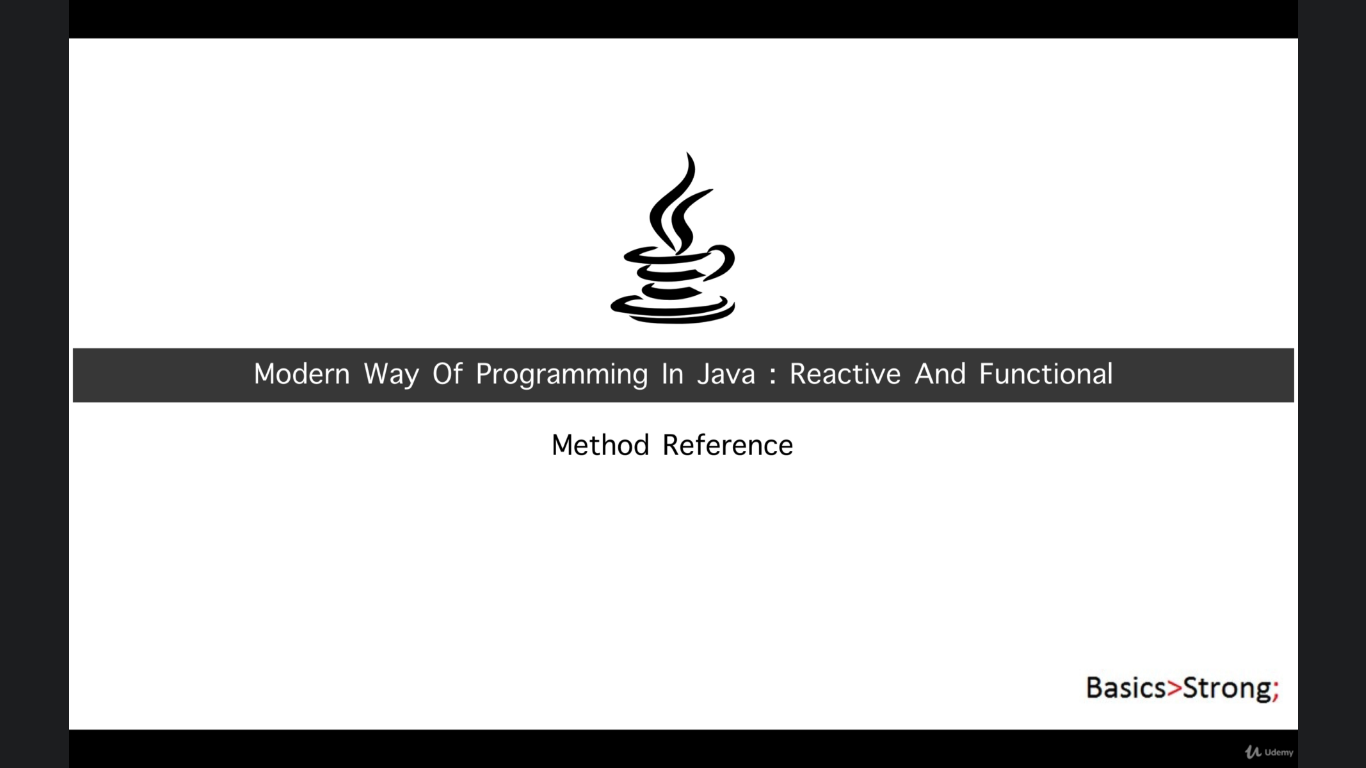 Modern Way Of Programming In Java : Reactive And Functional
Method Reference
Basics>Strong;
Udemy